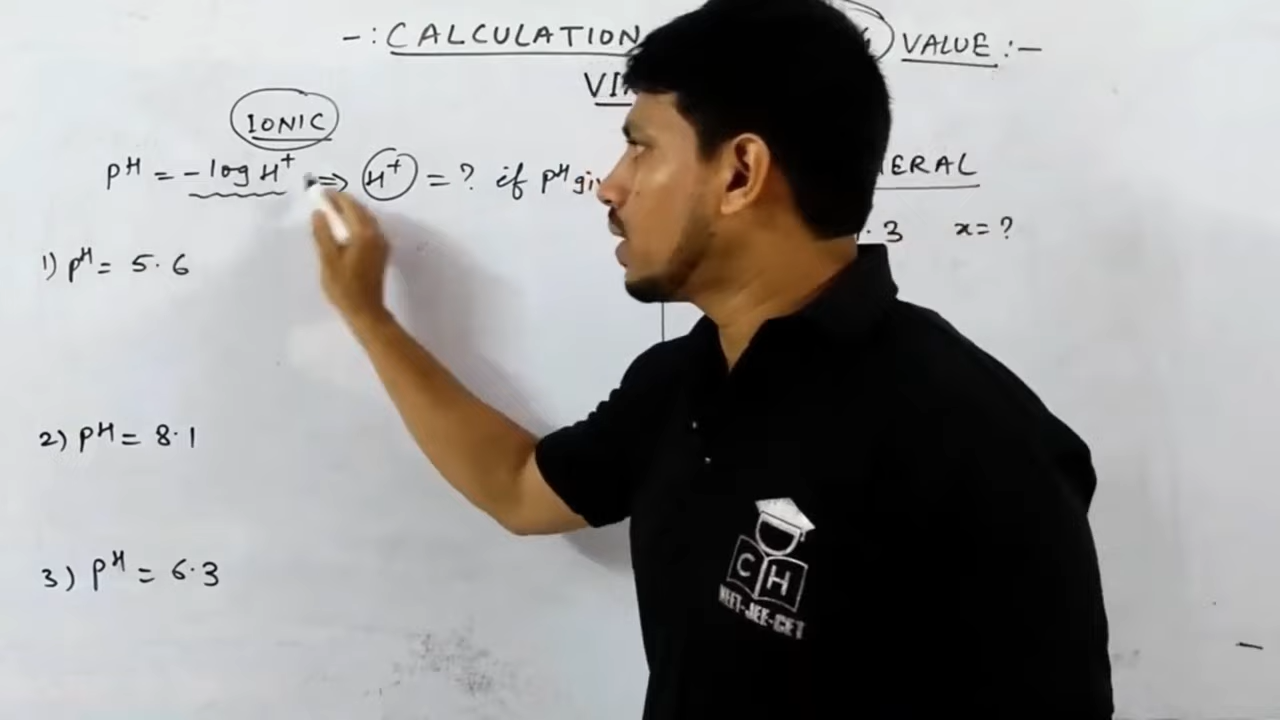 -: CALCULATION VALUE :-
IONIC
pH = - log H⁺ ⇒ H⁺ = ? if pH
NERAL
. 3 x = ?
1) pH = 5.6
2) pH = 8.1
3) pH = 6.3
C H
NEET-JEE-CET